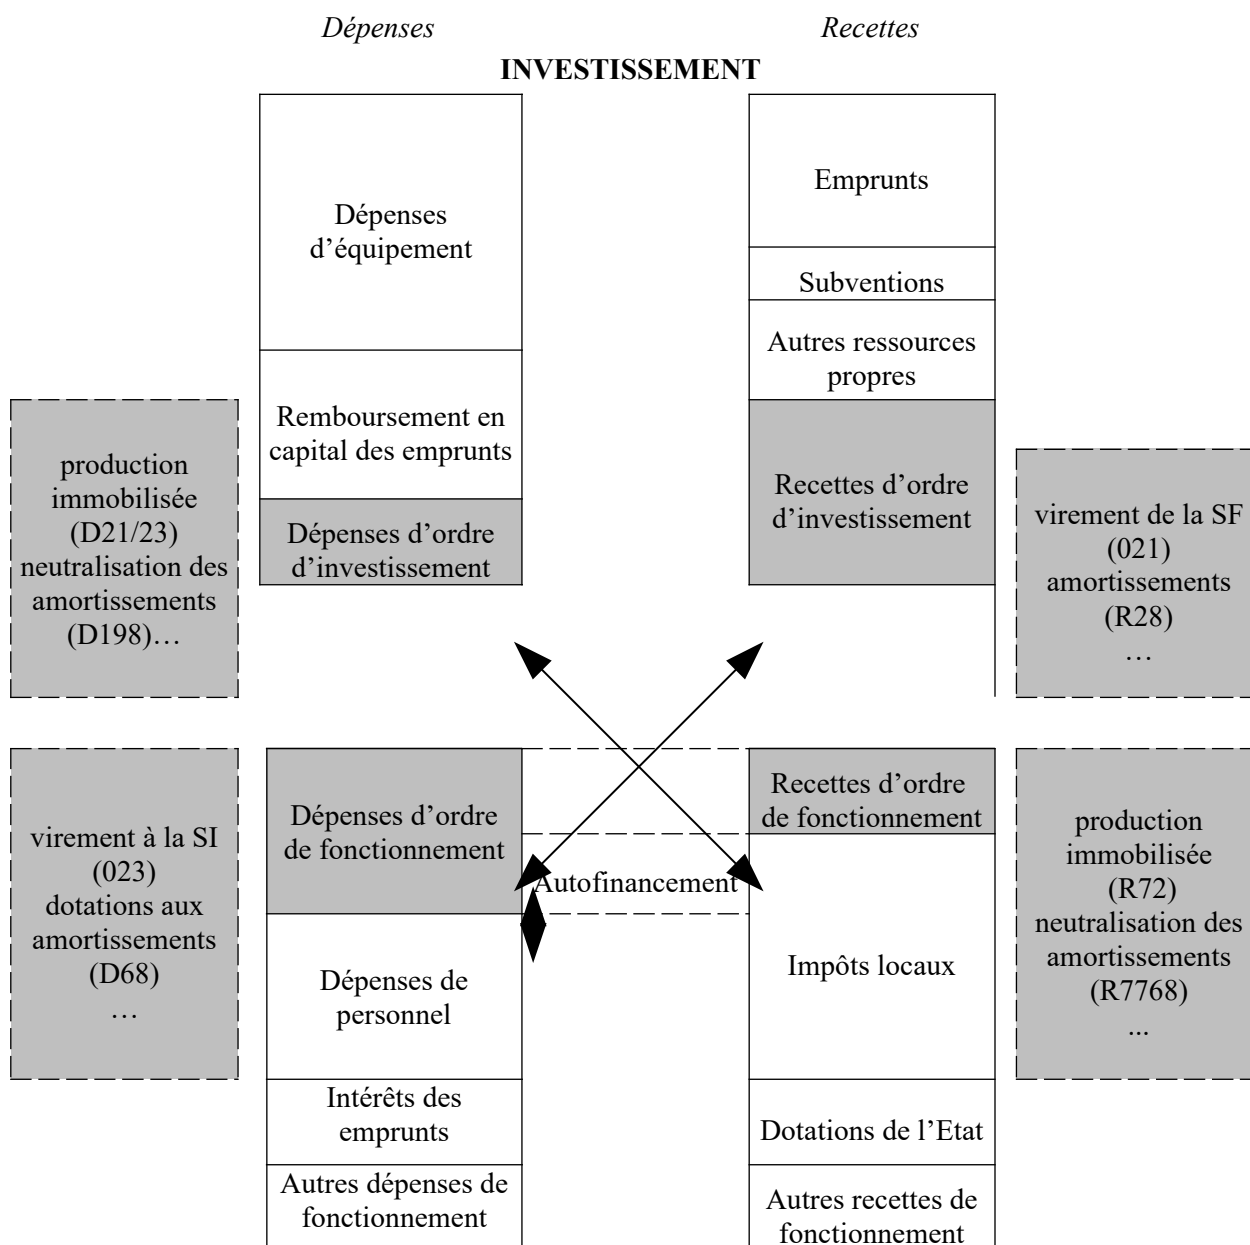 Dépenses
Recettes
INVESTISSEMENT
Dépenses
d’équipement
Remboursement en
capital des emprunts
Dépenses d’ordre
d’investissement
Emprunts
Subventions
Autres ressources
propres
Recettes d’ordre
d’investissement
production
immobilisée
(D21/23)
neutralisation des
amortissements
(D198)…
virement de la SF
(021)
amortissements
(R28)
…
virement à la SI
(023)
dotations aux
amortissements
(D68)
…
Dépenses d’ordre
de fonctionnement
Dépenses de
personnel
Intérêts des
emprunts
Autres dépenses de
fonctionnement
Autofinancement
Recettes d’ordre
de fonctionnement
Impôts locaux
Dotations de l’Etat
Autres recettes de
fonctionnement
production
immobilisée
(R72)
neutralisation des
amortissements
(R7768)
...